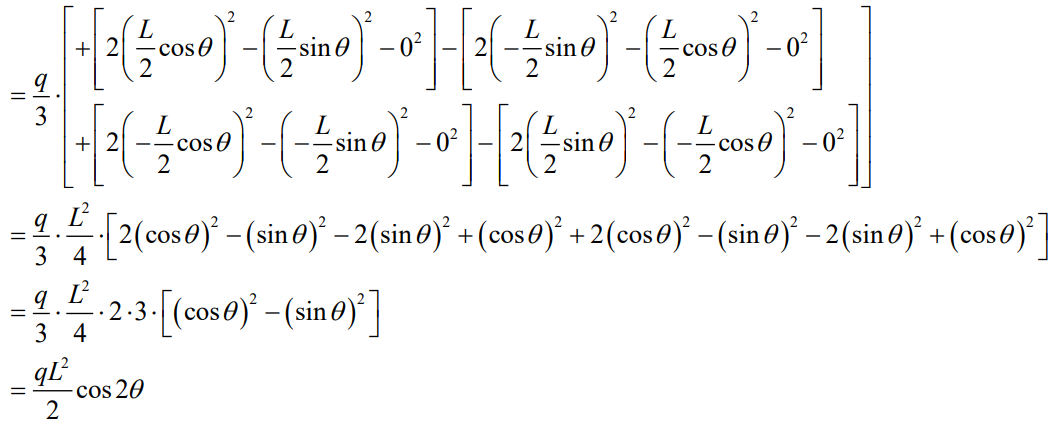 = q/3 · [ +[2(L/2 cosθ)² − (L/2 sinθ)² − 0²] − [2(−L/2 sinθ)² − (L/2 cosθ)² − 0²]
+[2(−L/2 cosθ)² − (−L/2 sinθ)² − 0²] − [2(L/2 sinθ)² − (−L/2 cosθ)² − 0²] ]
= q/3 · L²/4 · [2(cosθ)² − (sinθ)² − 2(sinθ)² + (cosθ)² + 2(cosθ)² − (sinθ)² − 2(sinθ)² + (cosθ)²]
= q/3 · L²/4 · 2·3·[(cosθ)² − (sinθ)²]
= qL²/2 cos2θ